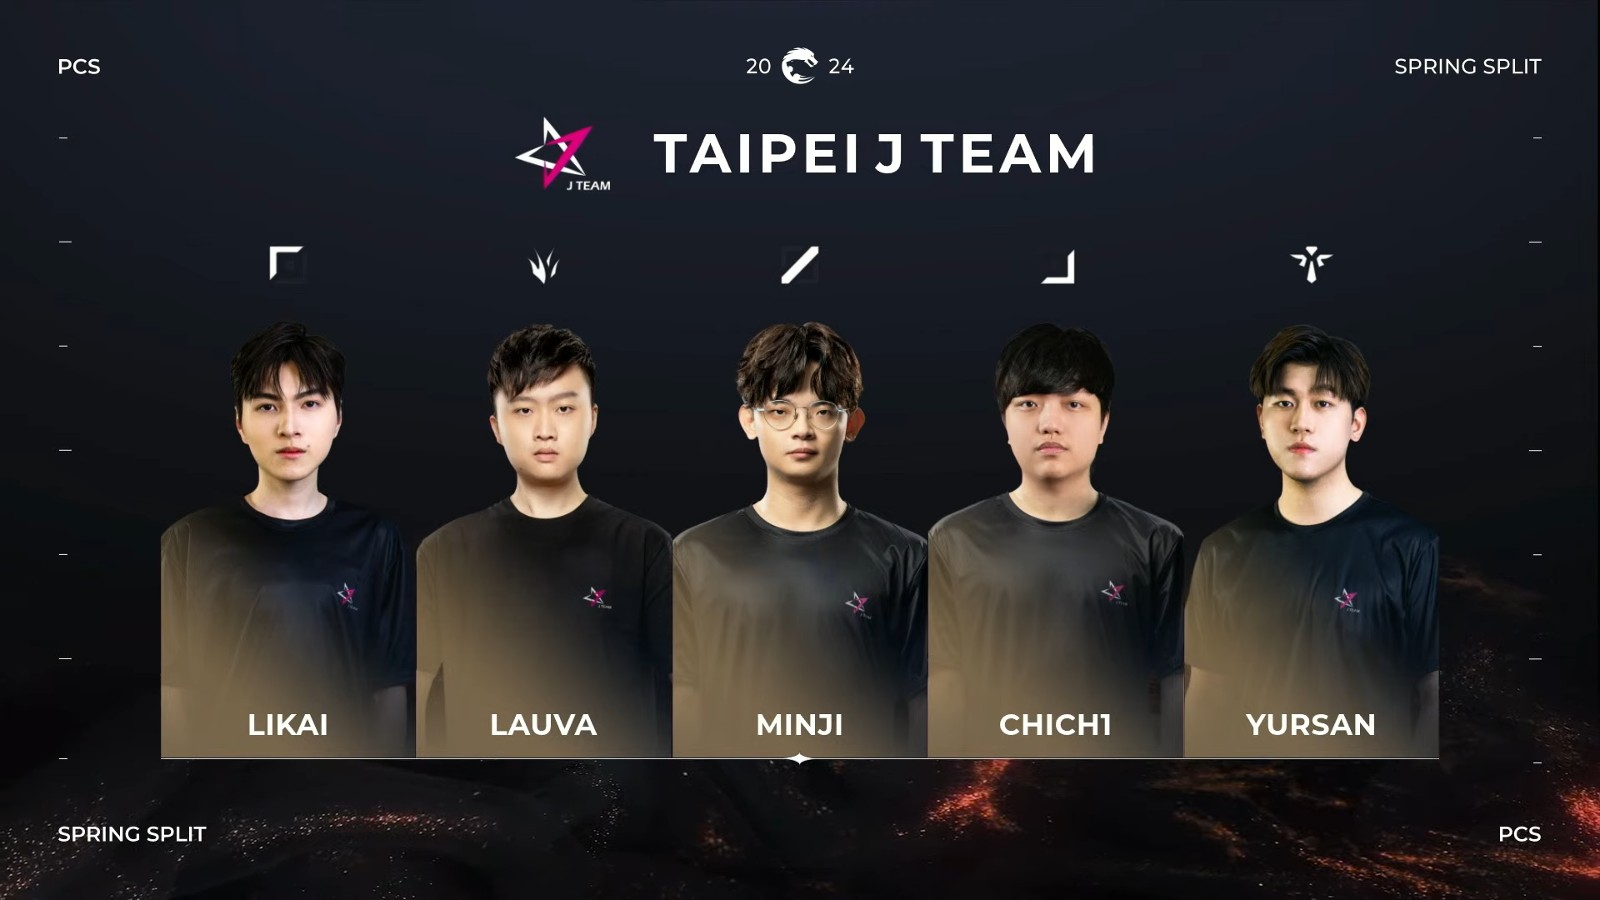 PCS
20 24
SPRING SPLIT
J TEAM
TAIPEI J TEAM
LIKAI
LAUVA
MINJI
CHICH1
YURSAN
SPRING SPLIT
PCS